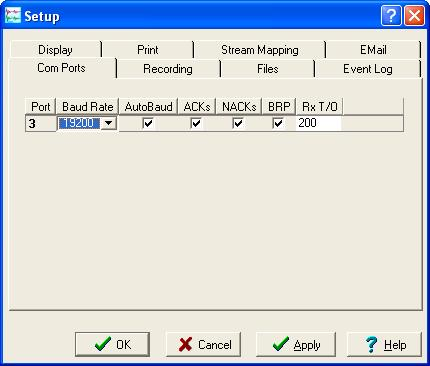 Setup
Display Print Stream Mapping EMail
Com Ports Recording Files Event Log
Port Baud Rate AutoBaud ACKs NACKs BRP Rx T/O
3 19200 200
OK Cancel Apply Help